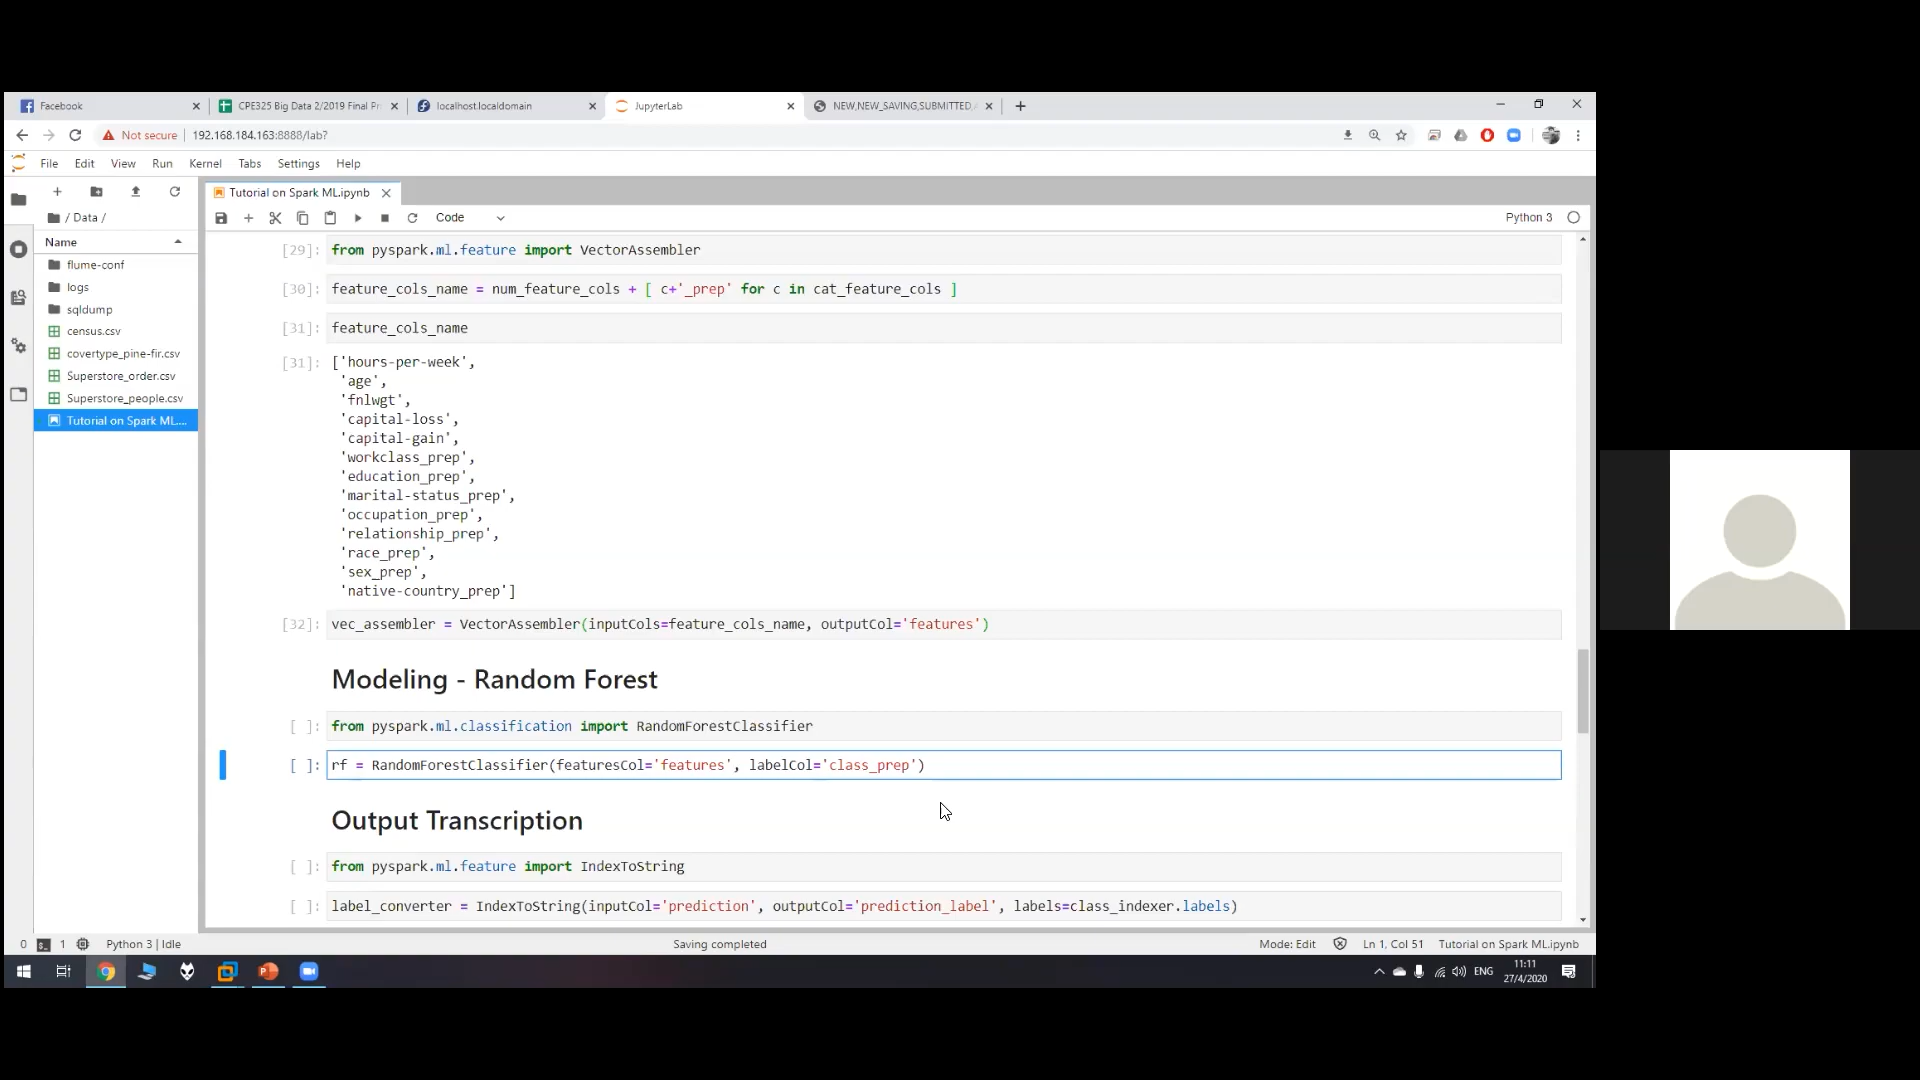 Facebook
CPE325 Big Data 2/2019 Final Pr
localhost.localdomain
JupyterLab
NEW,NEW_SAVING,SUBMITTED,
Not secure
192.168.184.163:8888/lab?
File Edit View Run Kernel Tabs Settings Help
Tutorial on Spark ML.ipynb
/ Data /
Code
Python 3
Name
flume-conf
logs
sqldump
census.csv
covertype_pine-fir.csv
Superstore_order.csv
Superstore_people.csv
Tutorial on Spark ML....
[29]: from pyspark.ml.feature import VectorAssembler
[30]: feature_cols_name = num_feature_cols + [ c+'_prep' for c in cat_feature_cols ]
[31]: feature_cols_name
[31]: ['hours-per-week',
'age',
'fnlwgt',
'capital-loss',
'capital-gain',
'workclass_prep',
'education_prep',
'marital-status_prep',
'occupation_prep',
'relationship_prep',
'race_prep',
'sex_prep',
'native-country_prep']
[32]: vec_assembler = VectorAssembler(inputCols=feature_cols_name, outputCol='features')
Modeling - Random Forest
[ ]: from pyspark.ml.classification import RandomForestClassifier
[ ]: rf = RandomForestClassifier(featuresCol='features', labelCol='class_prep')
Output Transcription
[ ]: from pyspark.ml.feature import IndexToString
[ ]: label_converter = IndexToString(inputCol='prediction', outputCol='prediction_label', labels=class_indexer.labels)
0 1 Python 3 | Idle
Saving completed
Mode: Edit
Ln 1, Col 51
Tutorial on Spark ML.ipynb
ENG
11:11
27/4/2020